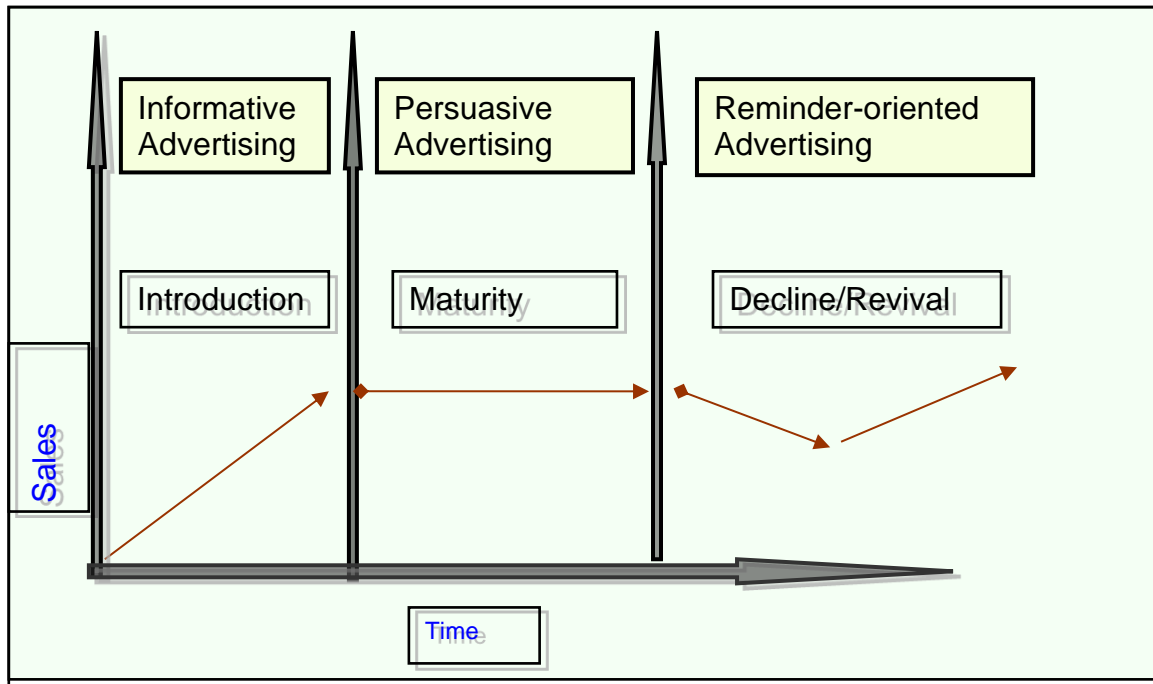 Informative
Advertising
Persuasive
Advertising
Reminder-oriented
Advertising
Introduction
Maturity
Decline/Revival
Sales
Time